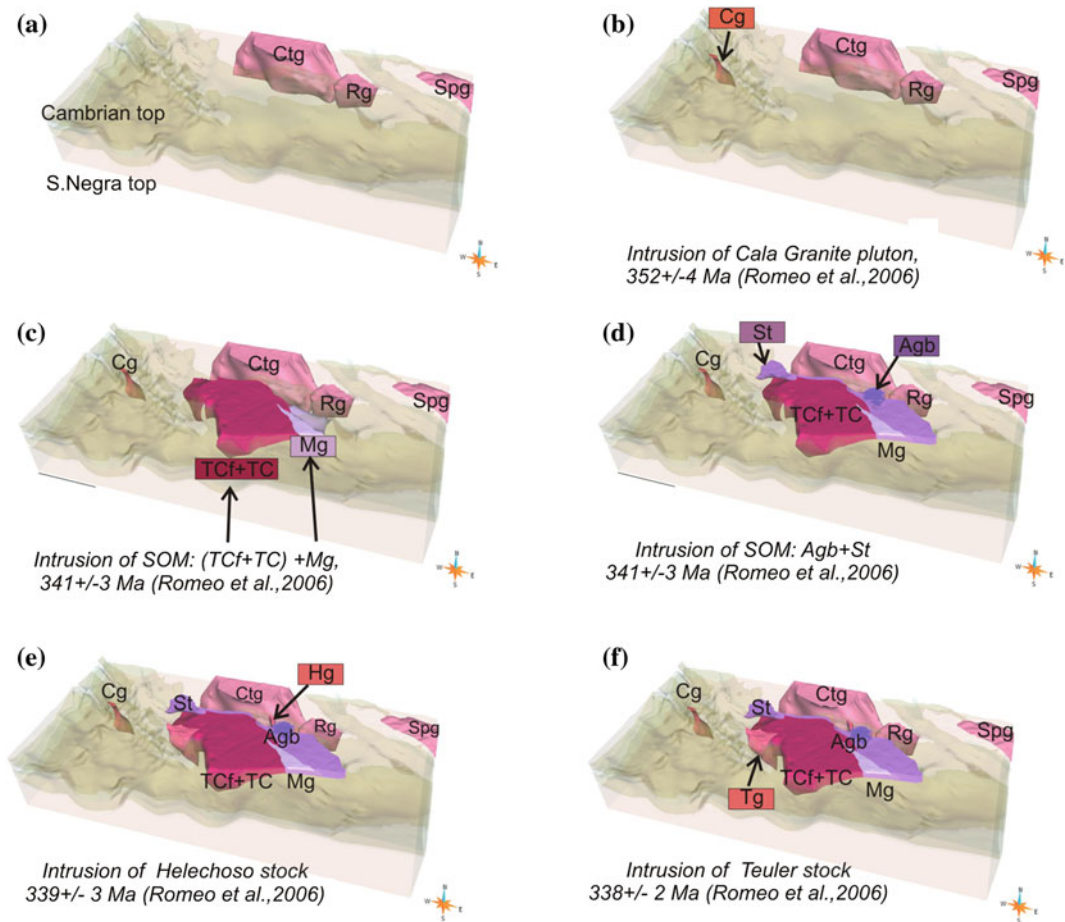 (a)
Ctg
Rg
Spg
Cambrian top
S.Negra top
N
W E
S
(b)
Cg
Ctg
Rg
Spg
N
W E
S
Intrusion of Cala Granite pluton,
352+/-4 Ma (Romeo et al.,2006)
(c)
Cg
Ctg
Rg
Spg
Mg
TCf+TC
N
W E
S
Intrusion of SOM: (TCf+TC) +Mg,
341+/-3 Ma (Romeo et al.,2006)
(d)
St
Agb
Cg
Ctg
Rg
Spg
TCf+TC
Mg
N
W E
S
Intrusion of SOM: Agb+St
341+/-3 Ma (Romeo et al.,2006)
(e)
Hg
Cg
St
Ctg
Rg
Spg
Agb
TCf+TC
Mg
N
W E
S
Intrusion of Helechoso stock
339+/- 3 Ma (Romeo et al.,2006)
(f)
Cg
St
Ctg
Rg
Spg
Agb
TCf+TC
Mg
Tg
N
W E
S
Intrusion of Teuler stock
338+/- 2 Ma (Romeo et al.,2006)